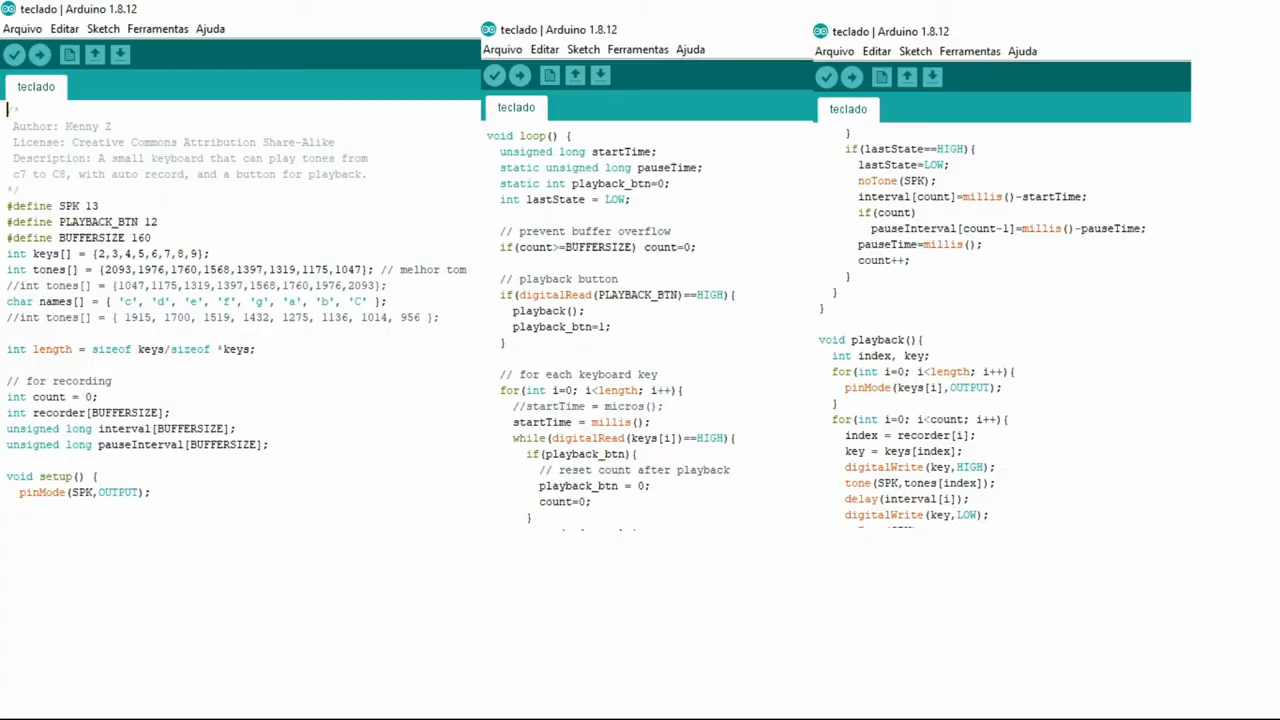 teclado | Arduino 1.8.12
Arquivo Editar Sketch Ferramentas Ajuda
teclado
/*
Author: Kenny Z
License: Creative Commons Attribution Share-Alike
Description: A small keyboard that can play tones from
c7 to C8, with auto record, and a button for playback.
*/
#define SPK 13
#define PLAYBACK_BTN 12
#define BUFFERSIZE 160
int keys[] = {2,3,4,5,6,7,8,9};
int tones[] = {2093,1976,1760,1568,1397,1319,1175,1047}; // melhor tom
//int tones[] = {1047,1175,1319,1397,1568,1760,1976,2093};
char names[] = { 'c', 'd', 'e', 'f', 'g', 'a', 'b', 'C' };
//int tones[] = { 1915, 1700, 1519, 1432, 1275, 1136, 1014, 956 };
int length = sizeof keys/sizeof *keys;
// for recording
int count = 0;
int recorder[BUFFERSIZE];
unsigned long interval[BUFFERSIZE];
unsigned long pauseInterval[BUFFERSIZE];
void setup() {
pinMode(SPK,OUTPUT);
teclado | Arduino 1.8.12
Arquivo Editar Sketch Ferramentas Ajuda
teclado
void loop() {
unsigned long startTime;
static unsigned long pauseTime;
static int playback_btn=0;
int lastState = LOW;
// prevent buffer overflow
if(count>=BUFFERSIZE) count=0;
// playback button
if(digitalRead(PLAYBACK_BTN)==HIGH){
playback();
playback_btn=1;
}
// for each keyboard key
for(int i=0; i<length; i++){
//startTime = micros();
startTime = millis();
while(digitalRead(keys[i])==HIGH){
if(playback_btn){
// reset count after playback
playback_btn = 0;
count=0;
}
teclado | Arduino 1.8.12
Arquivo Editar Sketch Ferramentas Ajuda
teclado
}
if(lastState==HIGH){
lastState=LOW;
noTone(SPK);
interval[count]=millis()-startTime;
if(count)
pauseInterval[count-1]=millis()-pauseTime;
pauseTime=millis();
count++;
}
}
}
void playback(){
int index, key;
for(int i=0; i<length; i++){
pinMode(keys[i],OUTPUT);
}
for(int i=0; i<count; i++){
index = recorder[i];
key = keys[index];
digitalWrite(key,HIGH);
tone(SPK,tones[index]);
delay(interval[i]);
digitalWrite(key,LOW);